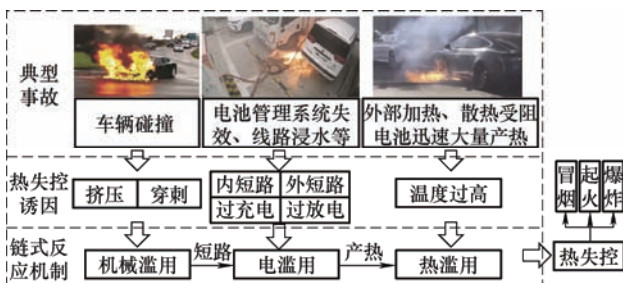 典型
事故
车辆碰撞
电池管理系统失
效、线路浸水等
外部加热、散热受阻
电池迅速大量产热
热失控
诱因
挤压
穿刺
内短路
外短路
过充电
过放电
温度过高
冒烟
起火
爆炸
链式反
应机制
机械滥用
短路
电滥用
产热
热滥用
热失控